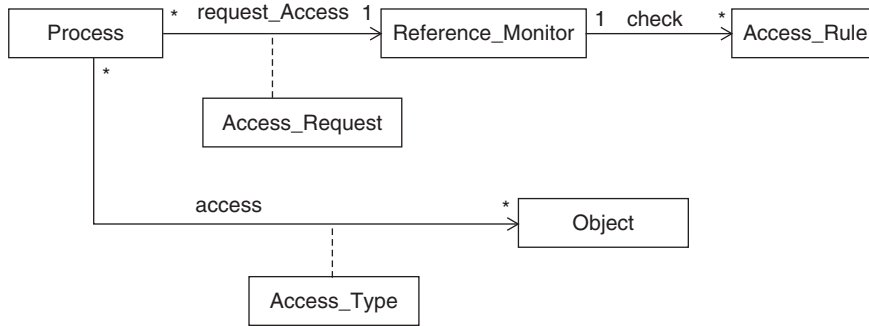 * request_Access 1 1 check *
Process Reference_Monitor Access_Rule
*
Access_Request
access *
Object
Access_Type